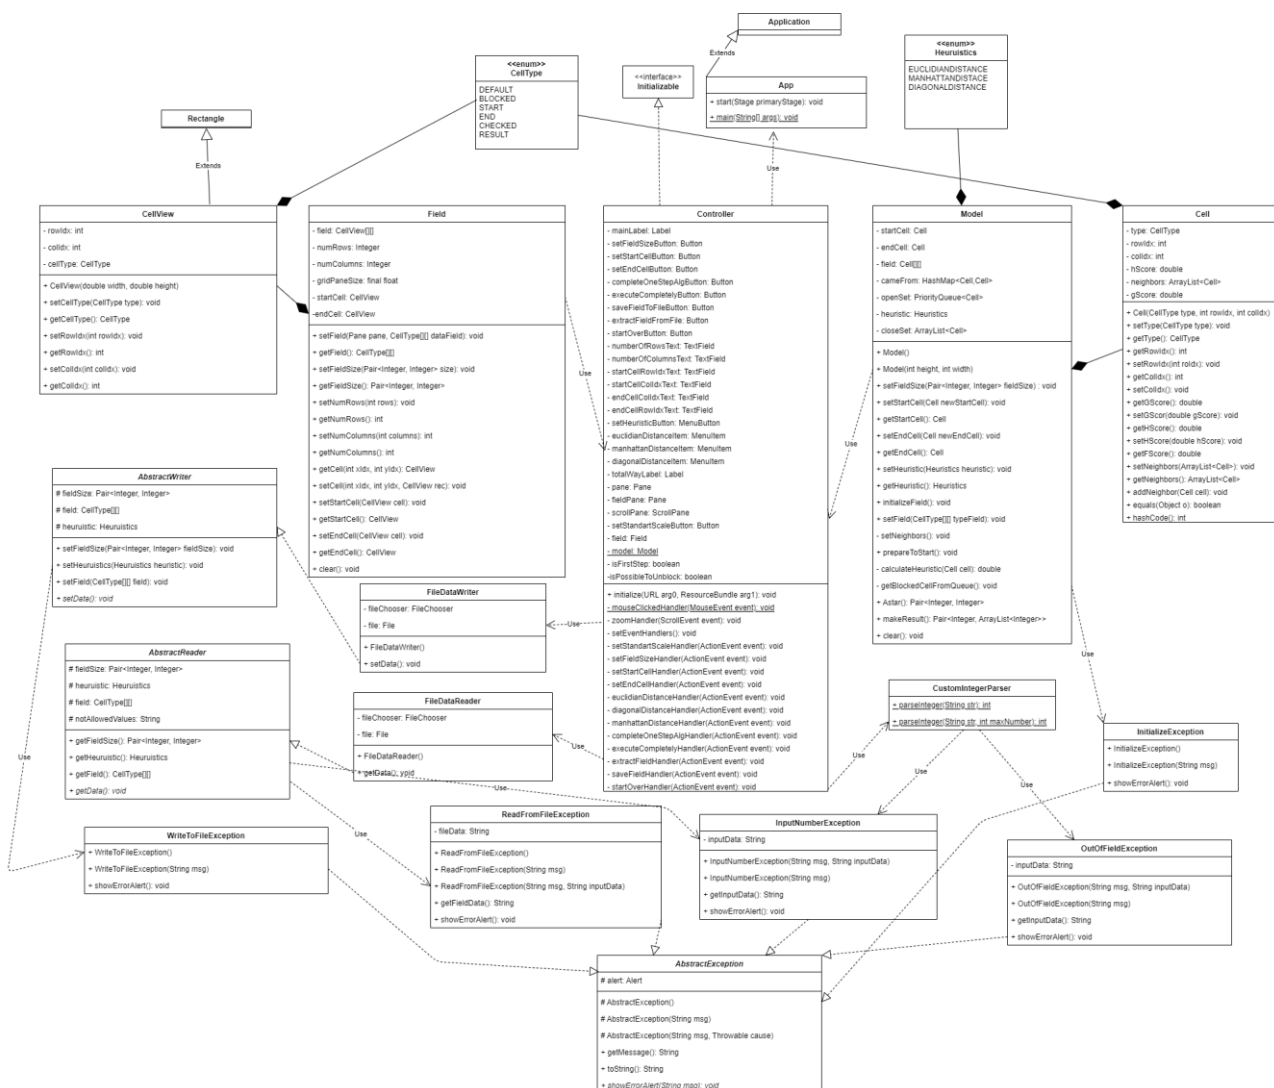 Application
<<enum>>
Heuruistics
EUCLIDIANDISTANCE
MANHATTANDISTACE
DIAGONALDISTANCE
Extends
<<enum>>
CellType
DEFAULT
BLOCKED
START
END
CHECKED
RESULT
<<interface>>
Initializable
App
+ start(Stage primaryStage): void
+ main(String[] args): void
Rectangle
Extends
Use
CellView
- rowIdx: int
- colIdx: int
- cellType: CellType
+ CellView(double width, double height)
+ setCellType(CellType type): void
+ getCellType(): CellType
+ setRowIdx(int rowIdx): void
+ getRowIdx(): int
+ setColIdx(int colIdx): void
+ getColIdx(): int
Field
- field: CellView[][]
- numRows: Integer
- numColumns: Integer
- gridPaneSize: final float
- startCell: CellView
-endCell: CellView
+ setField(Pane pane, CellType[][] dataField): void
+ getField(): CellType[][]
+ setFieldSize(Pair<Integer, Integer> size): void
+ getFieldSize(): Pair<Integer, Integer>
+ setNumRows(int rows): void
+ getNumRows(): int
+ setNumColumns(int columns): int
+ getNumColumns(): int
+ getCell(int xIdx, int yIdx): CellView
+ setCell(int xIdx, int yIdx, CellView rec): void
+ setStartCell(CellView cell): void
+ getStartCell(): CellView
+ setEndCell(CellView cell): void
+ getEndCell(): CellView
+ clear(): void
Use
Controller
- mainLabel: Label
- setFieldSizeButton: Button
- setStartCellButton: Button
- setEndCellButton: Button
- completeOneStepAlgButton: Button
- executeCompletelyButton: Button
- saveFieldToFileButton: Button
- extractFieldFromFile: Button
- startOverButton: Button
- numberOfRowsText: TextField
- numberOfColumnsText: TextField
- startCellRowIdxText: TextField
- startCellColIdxText: TextField
- endCellColIdxText: TextField
- endCellRowIdxText: TextField
- setHeuristicButton: MenuButton
- euclidianDistanceItem: MenuItem
- manhattanDistanceItem: MenuItem
- diagonalDistanceItem: MenuItem
- totalWayLabel: Label
- pane: Pane
- fieldPane: Pane
- scrollPane: ScrollPane
- setStandartScaleButton: Button
- field: Field
- model: Model
- isFirstStep: boolean
-isPossibleToUnblock: boolean
+ initialize(URL arg0, ResourceBundle arg1): void
- mouseClickedHandler(MouseEvent event): void
- zoomHandler(ScrollEvent event): void
- setEventHandlers(): void
- setStandartScaleHandler(ActionEvent event): void
- setFieldSizeHandler(ActionEvent event): void
- setStartCellHandler(ActionEvent event): void
- setEndCellHandler(ActionEvent event): void
- euclidianDistanceHandler(ActionEvent event): void
- diagonalDistanceHandler(ActionEvent event): void
- manhattanDistanceHandler(ActionEvent event): void
- completeOneStepAlgHandler(ActionEvent event): void
- executeCompletelyHandler(ActionEvent event): void
- extractFieldHandler(ActionEvent event): void
- saveFieldHandler(ActionEvent event): void
- startOverHandler(ActionEvent event): void
Use
Model
- startCell: Cell
- endCell: Cell
- field: Cell[][]
- cameFrom: HashMap<Cell,Cell>
- openSet: PriorityQueue<Cell>
- heuristic: Heuristics
- closeSet: ArrayList<Cell>
+ Model()
+ Model(int height, int width)
+ setFieldSize(Pair<Integer, Integer> fieldSize) : void
+ setStartCell(Cell newStartCell): void
+ getStartCell(): Cell
+ setEndCell(Cell newEndCell): void
+ getEndCell(): Cell
+ setHeuristic(Heuristics heuristic): void
+ getHeuristic(): Heuristics
+ initializeField(): void
+ setField(CellType[][] typeField): void
- setNeighbors(): void
+ prepareToStart(): void
- calculateHeuristic(Cell cell): double
- getBlockedCellFromQueue(): void
+ Astar(): Pair<Integer, Integer>
+ makeResult(): Pair<Integer, ArrayList<Integer>>
+ clear(): void
Cell
- type: CellType
- rowIdx: int
- colIdx: int
- hScore: double
- neighbors: ArrayList<Cell>
- gScore: double
+ Cell(CellType type, int rowIdx, int colIdx)
+ setType(CellType type): void
+ getType(): CellType
+ getRowIdx(): int
+ setRowIdx(int roIdx): void
+ getColIdx(): int
+ setColIdx(): void
+ getGScore(): double
+ setGScor(double gScore): void
+ getHScore(): double
+ setHScore(double hScore): void
+ getFScore(): double
+ setNeighbors(ArrayList<Cell>): void
+ getNeighbors(): ArrayList<Cell>
+ addNeighbor(Cell cell): void
+ equals(Object o): boolean
+ hashCode(): int
AbstractWriter
# fieldSize: Pair<Integer, Integer>
# field: CellType[][]
# heuruistic: Heuristics
+ setFieldSize(Pair<Integer, Integer> fieldSize): void
+ setHeuristics(Heuristics heuristic): void
+ setField(CellType[][] field): void
+ setData(): void
FileDataWriter
- fileChooser: FileChooser
- file: File
+ FileDataWriter()
+ setData(): void
Use
AbstractReader
# fieldSize: Pair<Integer, Integer>
# heuristic: Heuristics
# field: CellType[][]
# notAllowedValues: String
+ getFieldSize(): Pair<Integer, Integer>
+ getHeuristic(): Heuristics
+ getField(): CellType[][]
+ getData(): void
FileDataReader
- fileChooser: FileChooser
- file: File
+ FileDataReader()
+ getData(): void
Use
Use
Use
Use
CustomIntegerParser
+ parseInteger(String str): int
+ parseInteger(String str, int maxNumber): int
Use
Use
Use
InitializeException
+ InitializeException()
+ InitializeException(String msg)
+ showErrorAlert(): void
Use
WriteToFileException
+ WriteToFileException()
+ WriteToFileException(String msg)
+ showErrorAlert(): void
ReadFromFileException
- fileData: String
+ ReadFromFileException()
+ ReadFromFileException(String msg)
+ ReadFromFileException(String msg, String inputData)
+ getFieldData(): String
+ showErrorAlert(): void
InputNumberException
- inputData: String
+ InputNumberException(String msg, String inputData)
+ InputNumberException(String msg)
+ getInputData(): String
+ showErrorAlert(): void
OutOfFieldException
- inputData: String
+ OutOfFieldException(String msg, String inputData)
+ OutOfFieldException(String msg)
+ getInputData(): String
+ showErrorAlert(): void
AbstractException
# alert: Alert
# AbstractException()
# AbstractException(String msg)
# AbstractException(String msg, Throwable cause)
+ getMessage(): String
+ toString(): String
+ showErrorAlert(String msg): void